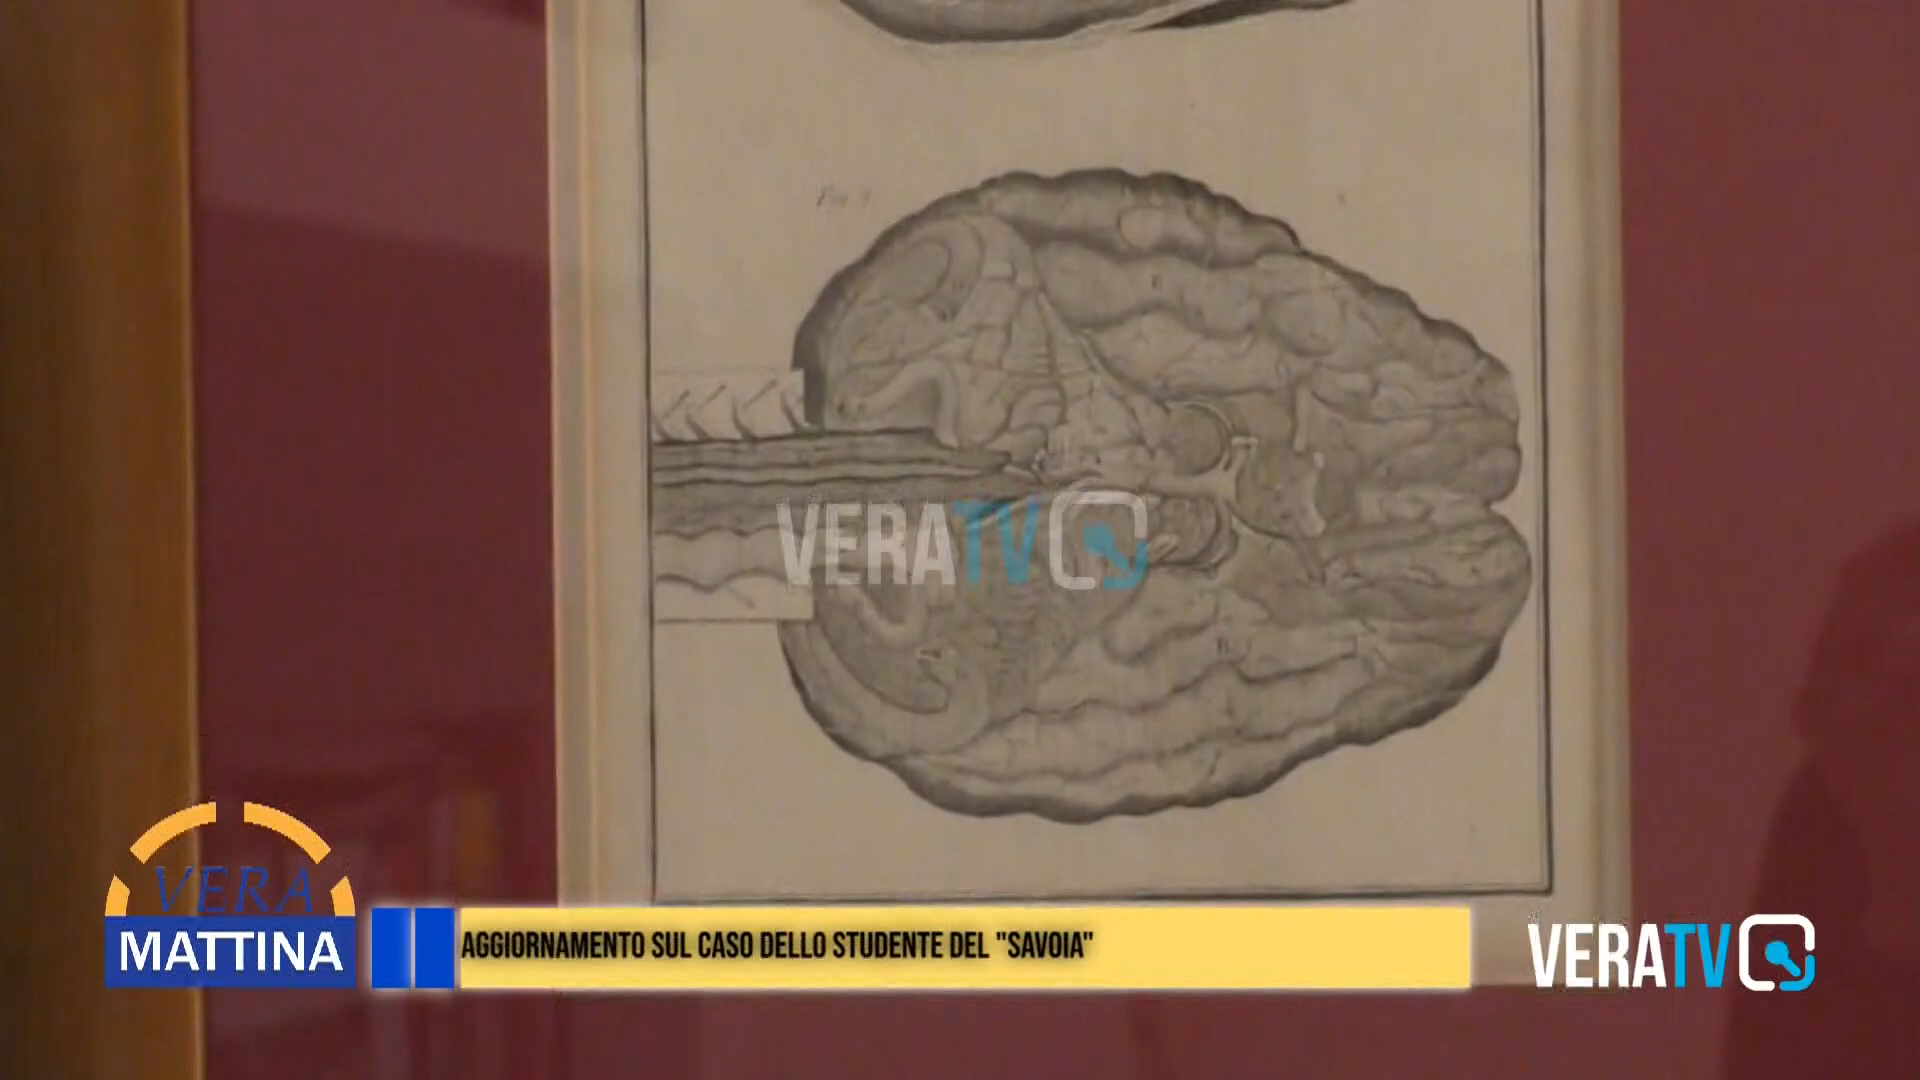 VERATV
VERA
MATTINA
AGGIORNAMENTO SUL CASO DELLO STUDENTE DEL "SAVOIA"
VERATV